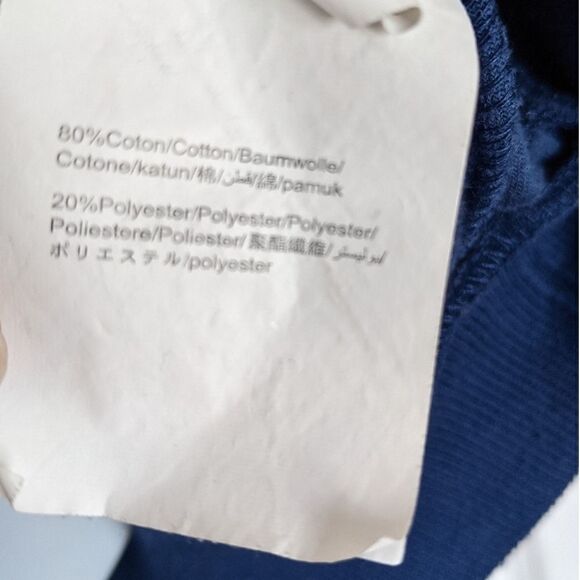 80%Coton/Cotton/Baumwolle/
Cotone/katun/棉/قطن/綿/pamuk
20%Polyester/Polyester/Polyester/
Poliestere/Poliester/ 聚酯纖維/بوليستر/
ポリエステル/polyester